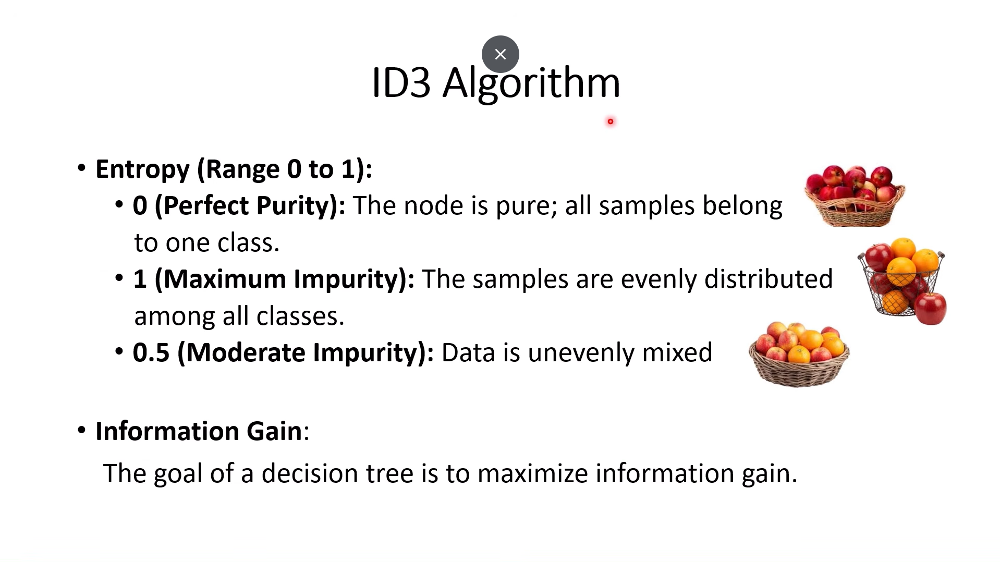 ID3 Algorithm
• Entropy (Range 0 to 1):
• 0 (Perfect Purity): The node is pure; all samples belong
to one class.
• 1 (Maximum Impurity): The samples are evenly distributed
among all classes.
• 0.5 (Moderate Impurity): Data is unevenly mixed
• Information Gain:
The goal of a decision tree is to maximize information gain.